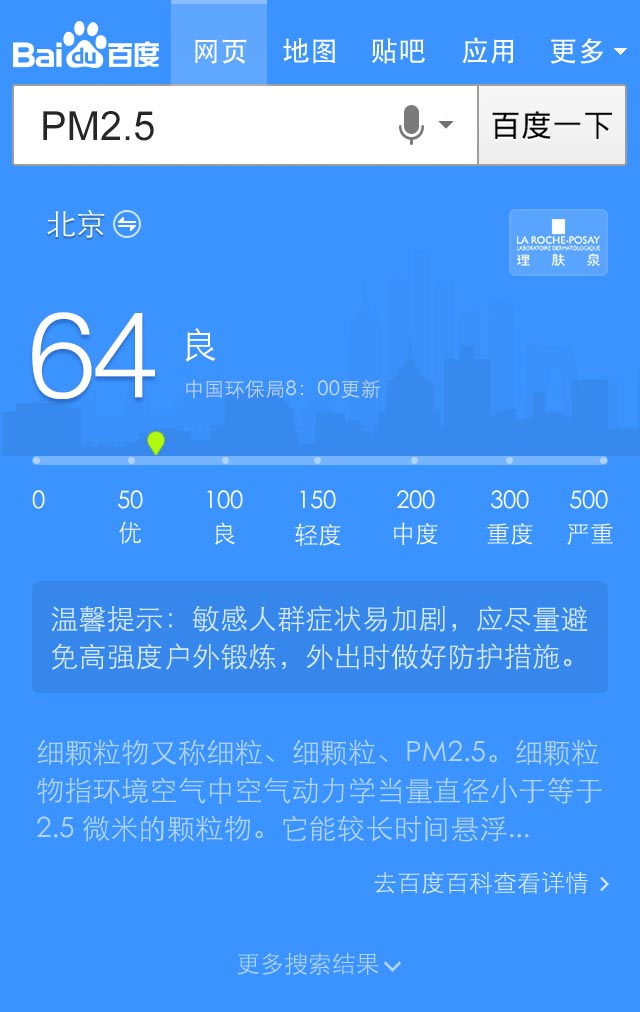 Bai du 百度 网页 地图 贴吧 应用 更多
PM2.5 百度一下
北京
LA ROCHE-POSAY
LABORATOIRE DERMATOLOGIQUE
理 肤 泉
64 良
中国环保局8：00更新
0 50 100 150 200 300 500
优 良 轻度 中度 重度 严重
温馨提示：敏感人群症状易加剧，应尽量避
免高强度户外锻炼，外出时做好防护措施。
细颗粒物又称细粒、细颗粒、PM2.5。细颗粒
物指环境空气中空气动力学当量直径小于等于
2.5 微米的颗粒物。它能较长时间悬浮...
去百度百科查看详情
更多搜索结果